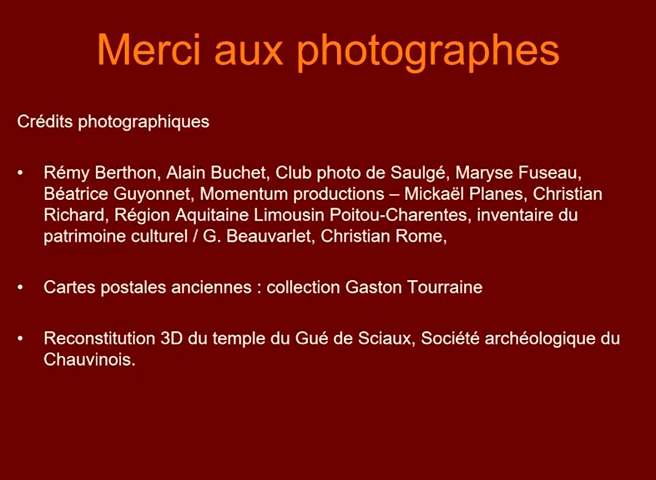 Merci aux photographes
Crédits photographiques
• Rémy Berthon, Alain Buchet, Club photo de Saulgé, Maryse Fuseau,
Béatrice Guyonnet, Momentum productions – Mickaël Planes, Christian
Richard, Région Aquitaine Limousin Poitou-Charentes, inventaire du
patrimoine culturel / G. Beauvarlet, Christian Rome,
• Cartes postales anciennes : collection Gaston Tourraine
• Reconstitution 3D du temple du Gué de Sciaux, Société archéologique du
Chauvinois.